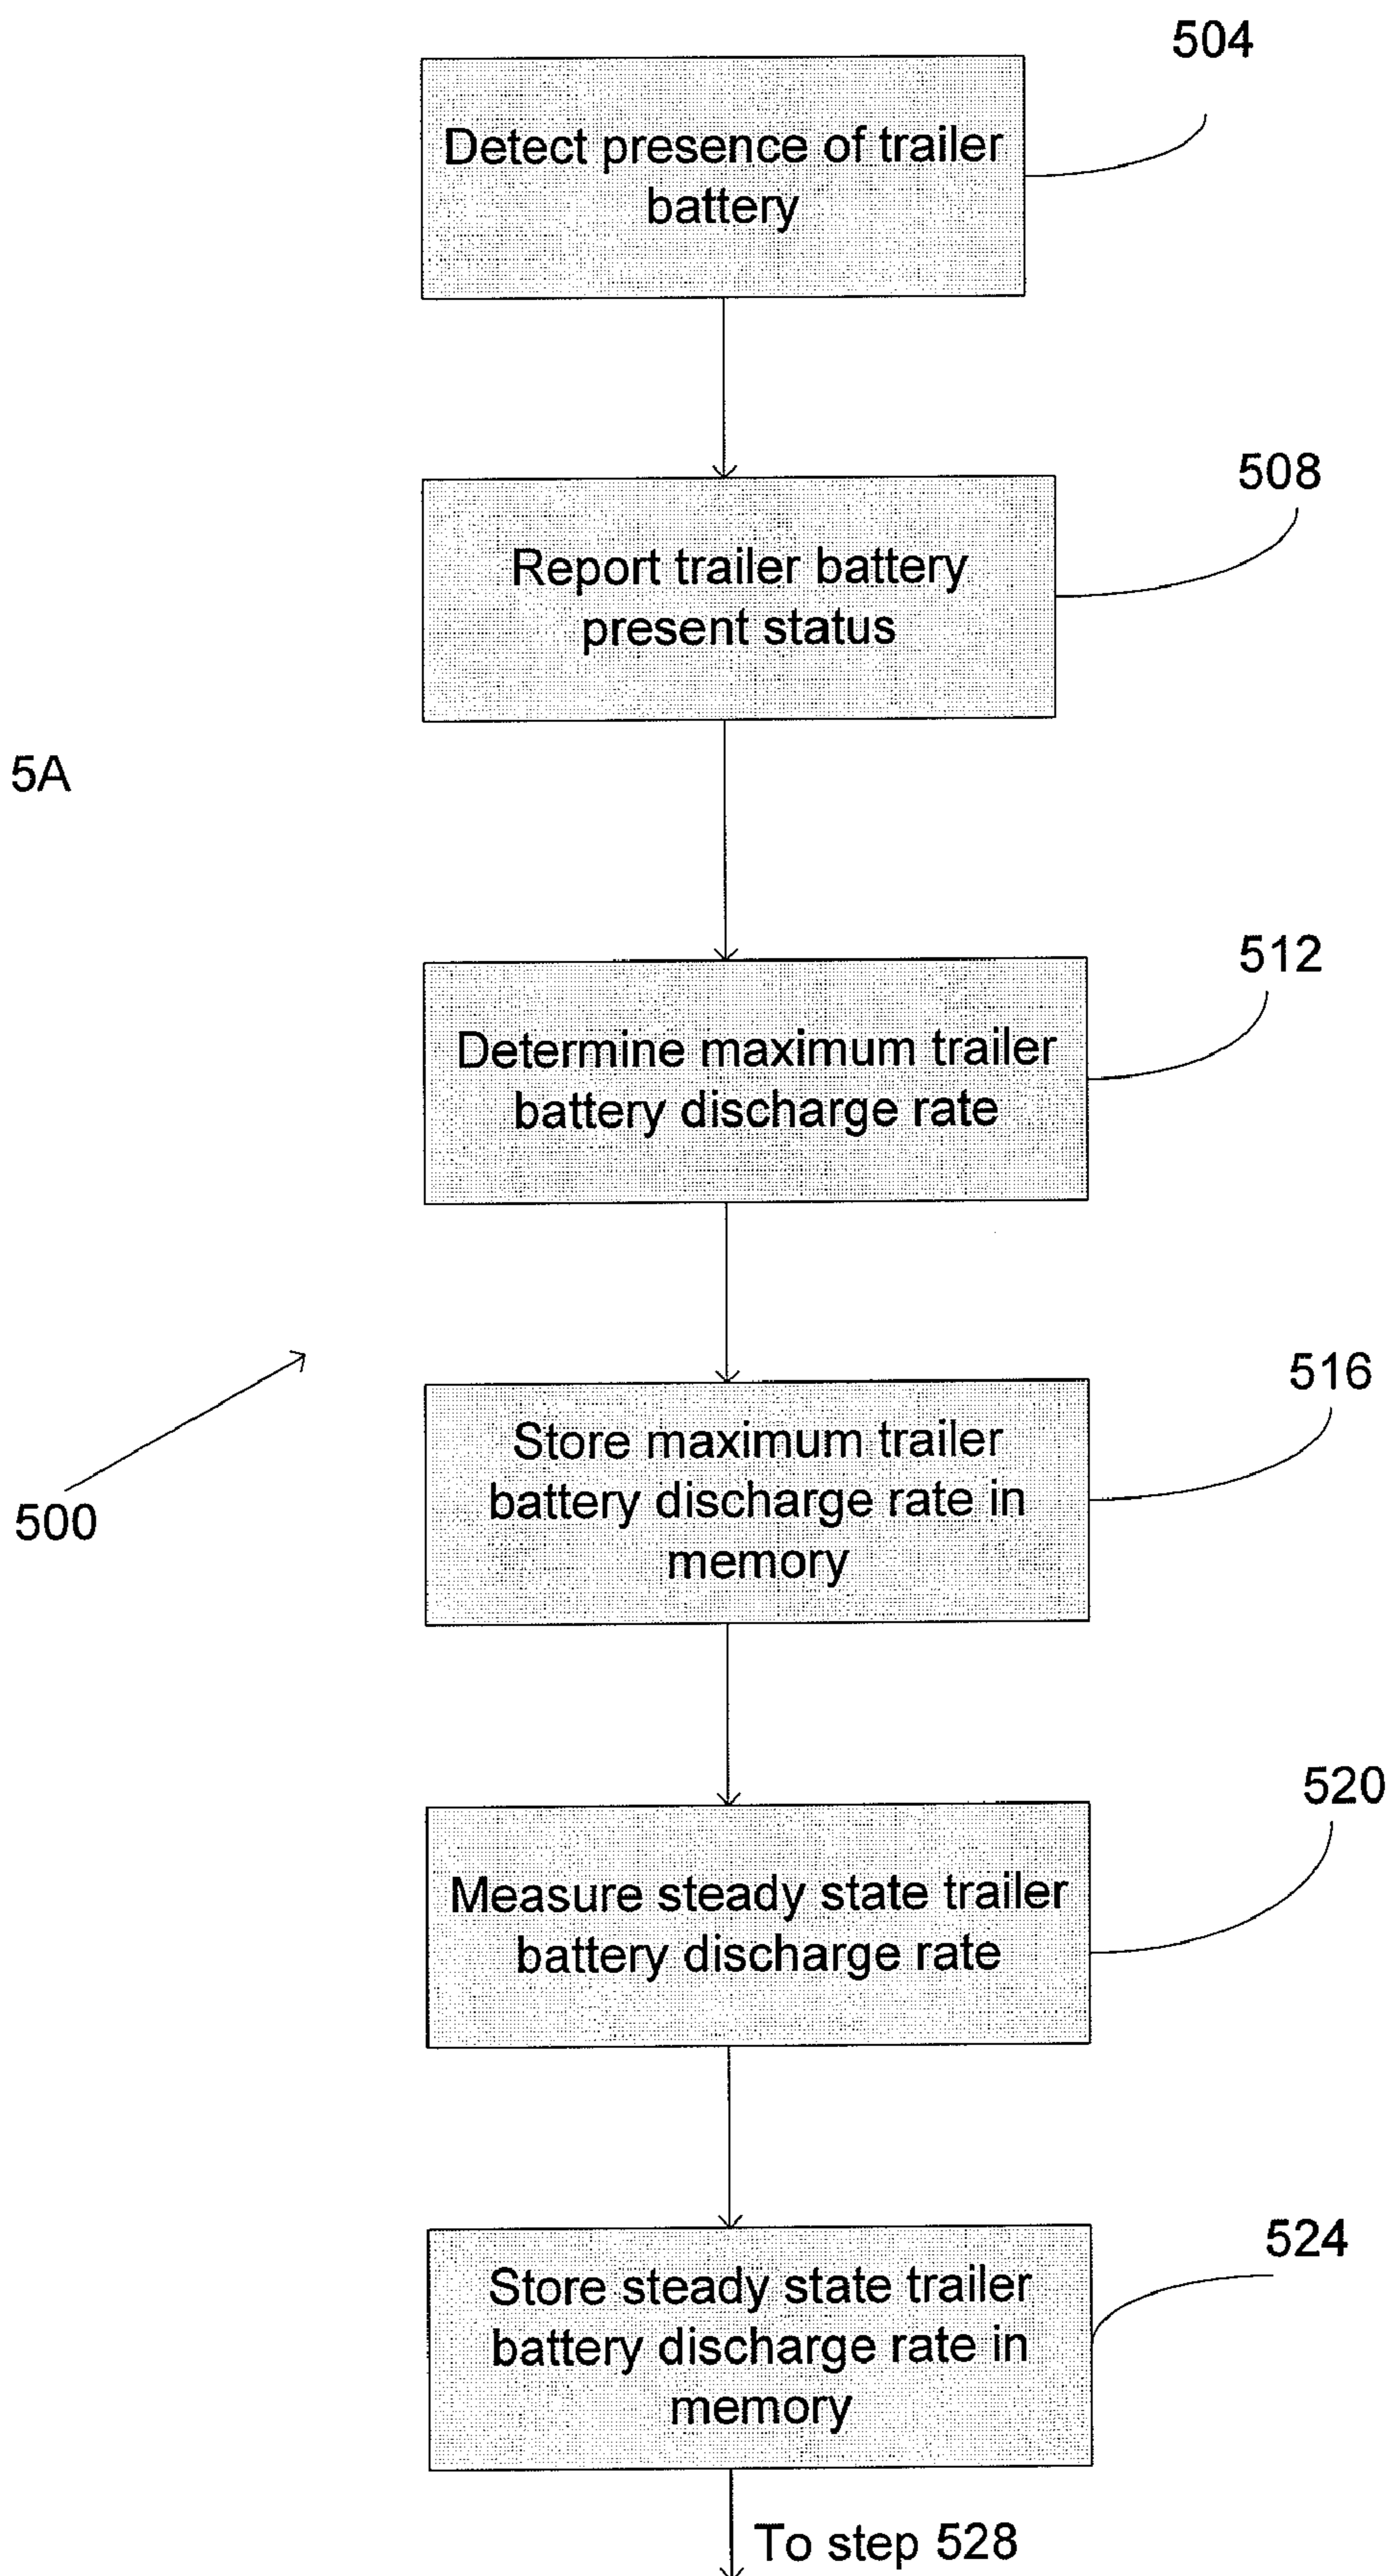 504
Detect presence of trailer
battery
508
Report trailer battery
present status
5A
512
Determine maximum trailer
battery discharge rate
516
Store maximum trailer
battery discharge rate in
memory
500
520
Measure steady state trailer
battery discharge rate
524
Store steady state trailer
battery discharge rate in
memory
To step 528